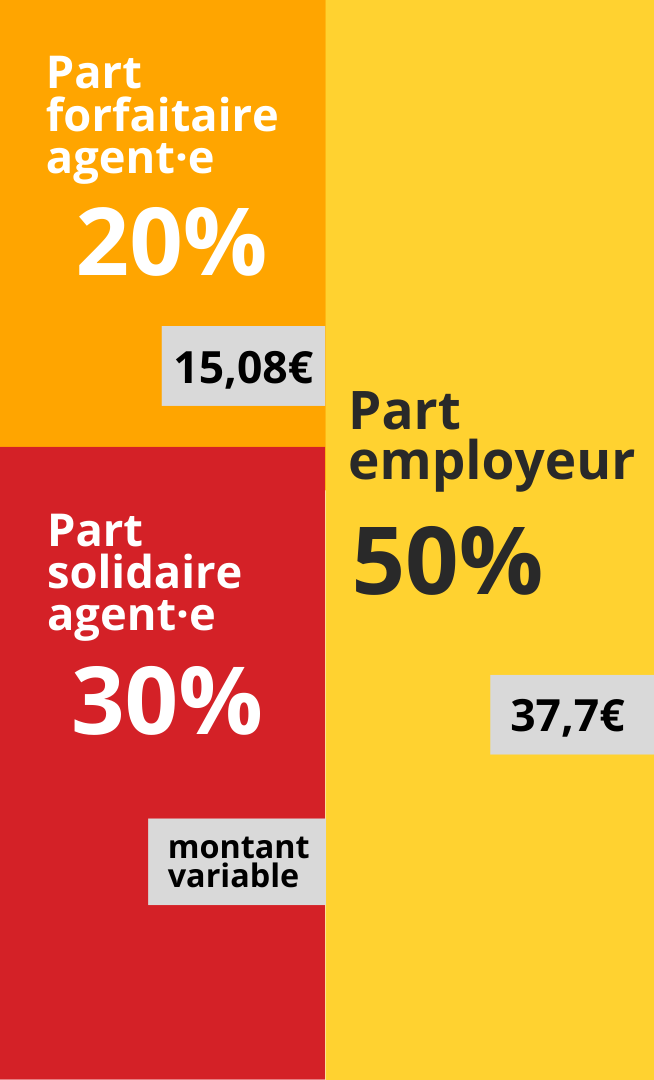 Part
forfaitaire
agent·e
20%
15,08€
Part
solidaire
agent·e
30%
montant
variable
Part
employeur
50%
37,7€